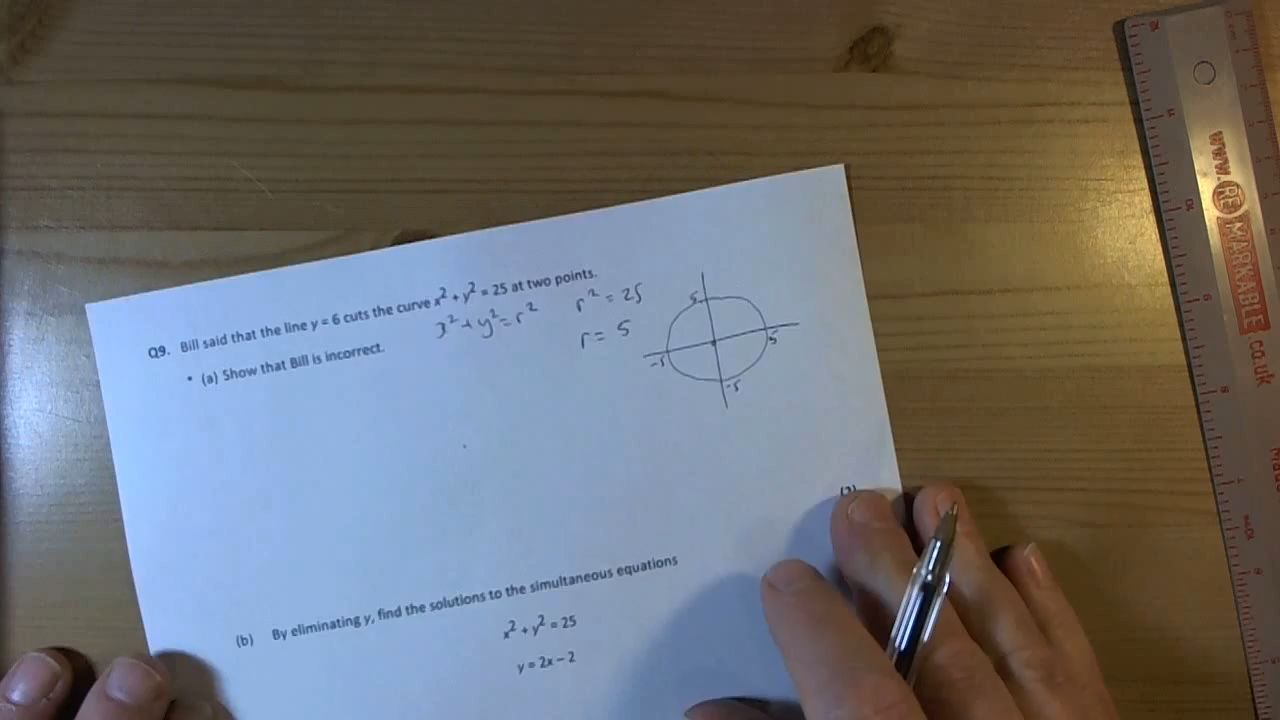 Q9. Bill said that the line y = 6 cuts the curve x² + y² = 25 at two points.
x² + y² = r²
r² = 25
r = 5
5
-5
5
-5
• (a) Show that Bill is incorrect.
(b) By eliminating y, find the solutions to the simultaneous equations
x² + y² = 25
y = 2x – 2
www.REMARKABLE.co.uk